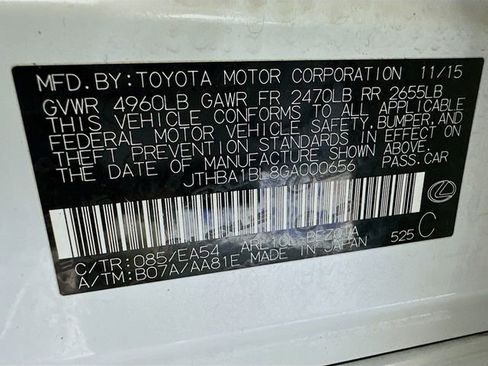 MFD. BY: TOYOTA MOTOR CORPORATION 11/15
GVWR 4960LB GAWR FR 2470LB RR 2655LB
THIS VEHICLE CONFORMS TO ALL APPLICABLE
FEDERAL MOTOR VEHICLE SAFETY, BUMPER, AND
THEFT PREVENTION STANDARDS IN EFFECT ON
THE DATE OF MANUFACTURE SHOWN ABOVE.
JTHBA1BL8GA000656 PASS. CAR
C/TR: 085/EA54
A/TM: B07A/AA81E MADE IN JAPAN 525 C